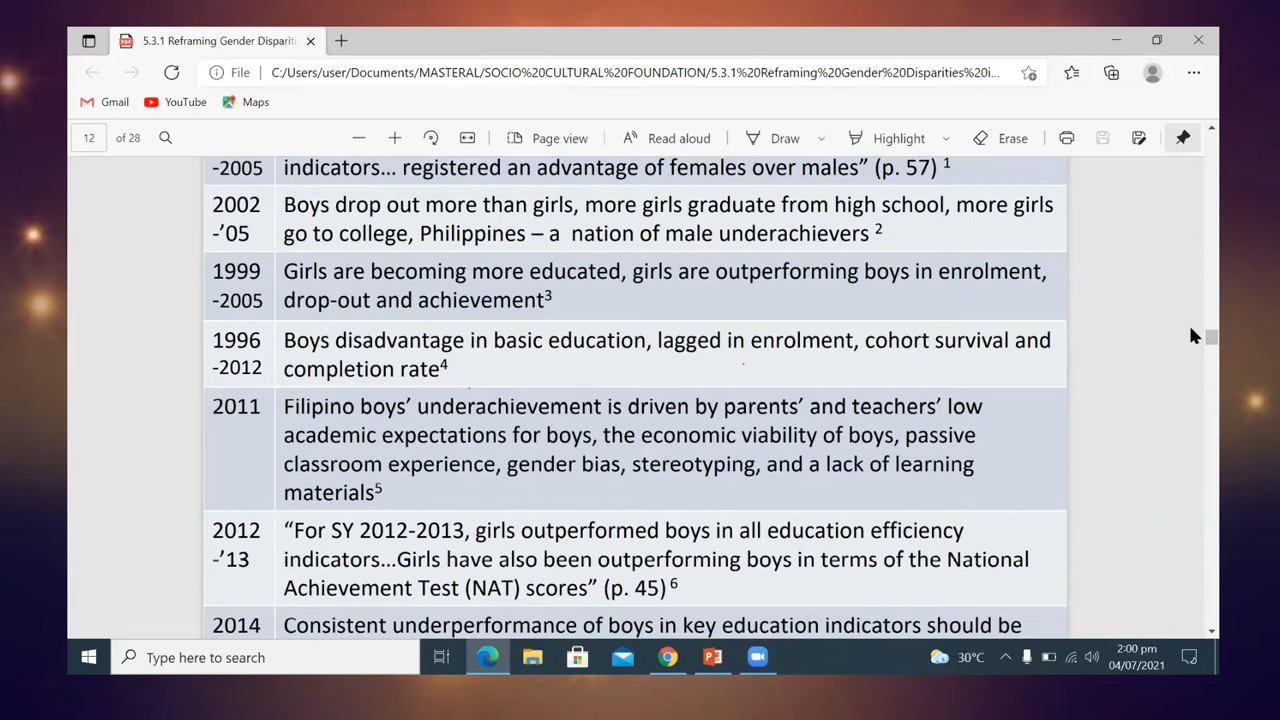 5.3.1 Reframing Gender Dispariti
File
C:/Users/user/Documents/MASTERAL/SOCIO%20CULTURAL%20FOUNDATION/5.3.1%20Reframing%20Gender%20Disparities%20i...
Gmail YouTube Maps
12 of 28 Page view Read aloud Draw Highlight Erase
-2005 indicators… registered an advantage of females over males” (p. 57) 1
2002 Boys drop out more than girls, more girls graduate from high school, more girls
-’05 go to college, Philippines – a nation of male underachievers 2
1999 Girls are becoming more educated, girls are outperforming boys in enrolment,
-2005 drop-out and achievement3
1996 Boys disadvantage in basic education, lagged in enrolment, cohort survival and
-2012 completion rate4
2011 Filipino boys’ underachievement is driven by parents’ and teachers’ low
academic expectations for boys, the economic viability of boys, passive
classroom experience, gender bias, stereotyping, and a lack of learning
materials5
2012 “For SY 2012-2013, girls outperformed boys in all education efficiency
-’13 indicators…Girls have also been outperforming boys in terms of the National
Achievement Test (NAT) scores” (p. 45) 6
2014 Consistent underperformance of boys in key education indicators should be
Type here to search
30°C
2:00 pm
04/07/2021